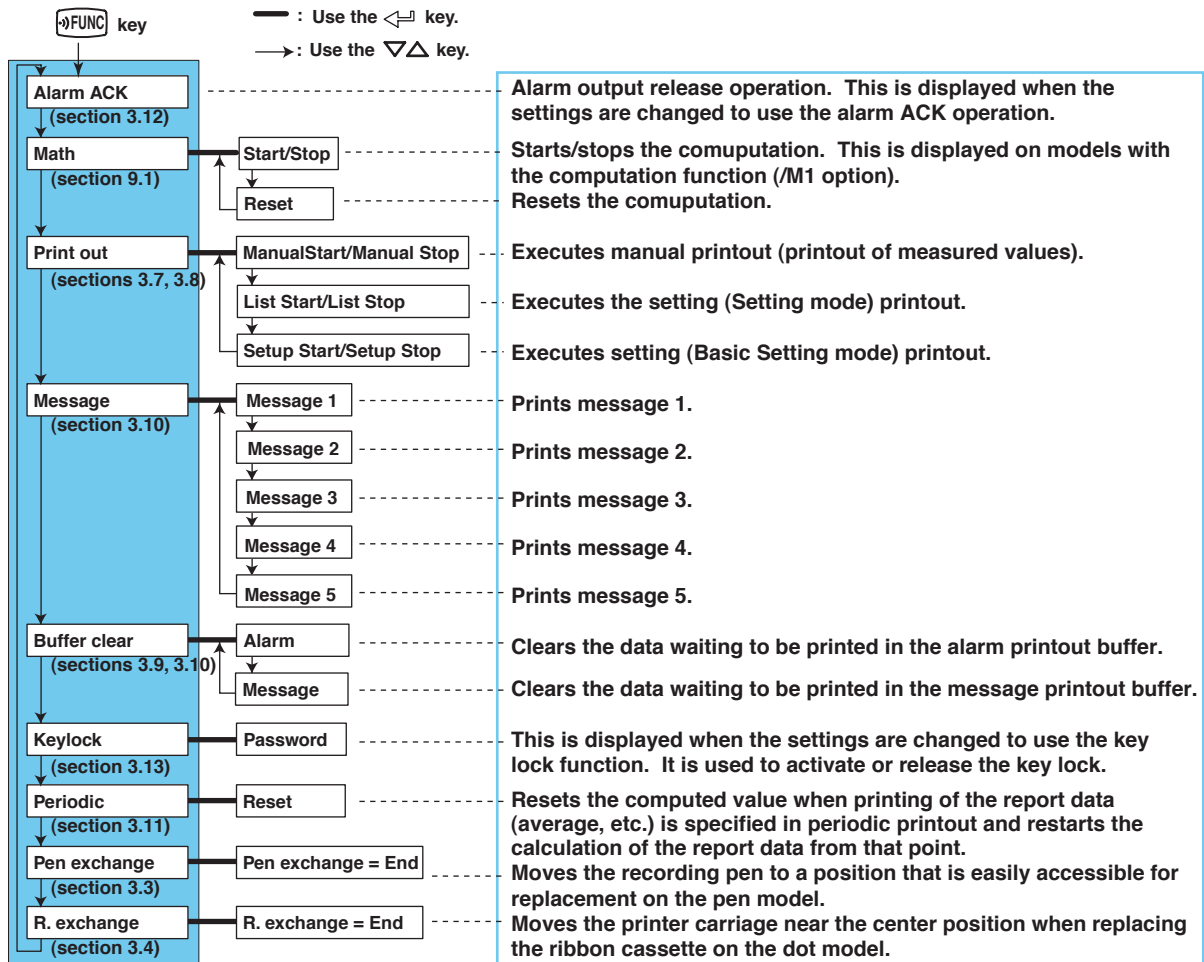 FUNC key
: Use the key.
: Use the key.
Alarm ACK
(section 3.12)
Alarm output release operation. This is displayed when the
settings are changed to use the alarm ACK operation.
Math
(section 9.1)
Start/Stop
Starts/stops the comuputation. This is displayed on models with
the computation function (/M1 option).
Reset
Resets the comuputation.
Print out
(sections 3.7, 3.8)
ManualStart/Manual Stop
Executes manual printout (printout of measured values).
List Start/List Stop
Executes the setting (Setting mode) printout.
Setup Start/Setup Stop
Executes setting (Basic Setting mode) printout.
Message
(section 3.10)
Message 1
Prints message 1.
Message 2
Prints message 2.
Message 3
Prints message 3.
Message 4
Prints message 4.
Message 5
Prints message 5.
Buffer clear
(sections 3.9, 3.10)
Alarm
Clears the data waiting to be printed in the alarm printout buffer.
Message
Clears the data waiting to be printed in the message printout buffer.
Keylock
(section 3.13)
Password
This is displayed when the settings are changed to use the key
lock function. It is used to activate or release the key lock.
Periodic
(section 3.11)
Reset
Resets the computed value when printing of the report data
(average, etc.) is specified in periodic printout and restarts the
calculation of the report data from that point.
Pen exchange
(section 3.3)
Pen exchange = End
Moves the recording pen to a position that is easily accessible for
replacement on the pen model.
R. exchange
(section 3.4)
R. exchange = End
Moves the printer carriage near the center position when replacing
the ribbon cassette on the dot model.